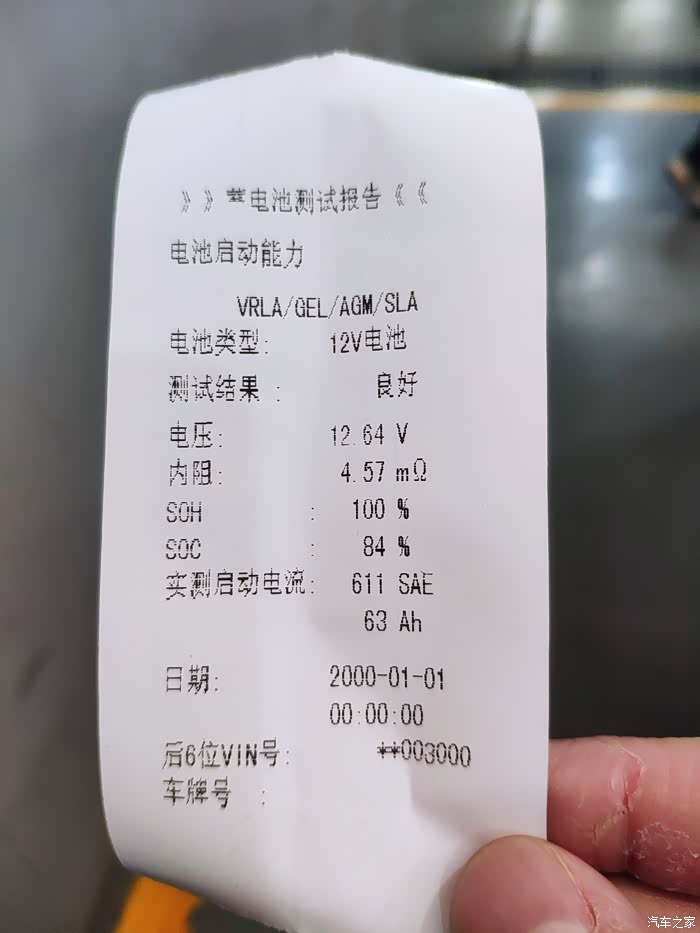 》》蓄电池测试报告《《
电池启动能力
VRLA/GEL/AGM/SLA
电池类型: 12V电池
测试结果 : 良好
电压: 12.64 V
内阻: 4.57 mΩ
SOH : 100 %
SOC : 84 %
实测启动电流: 611 SAE
63 Ah
日期: 2000-01-01
00:00:00
后6位VIN号: **003000
车牌号 :
汽车之家